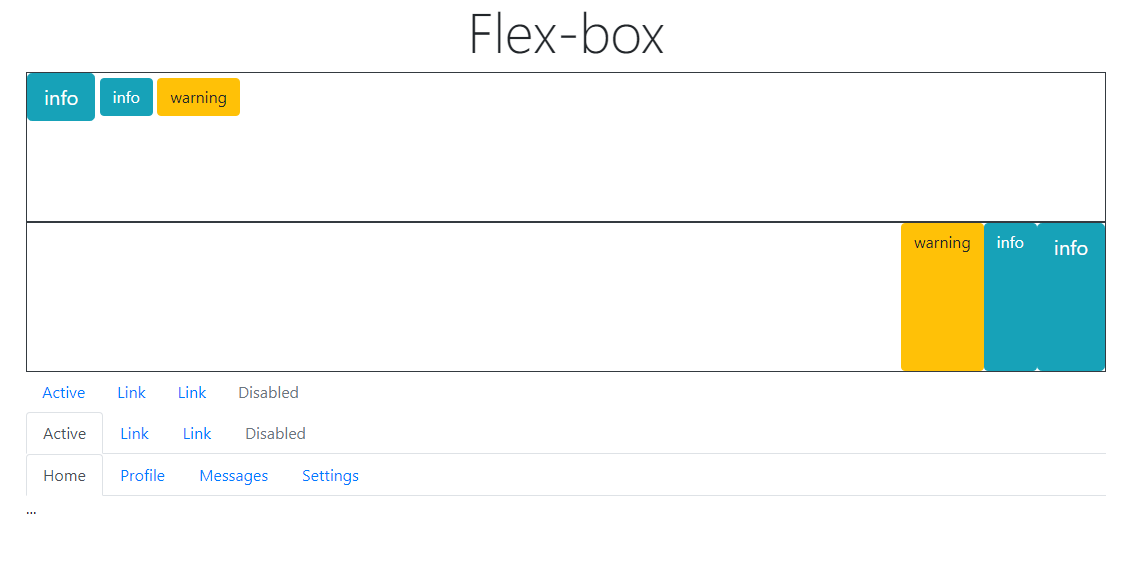 Flex-box
info info warning
warning info info
Active Link Link Disabled
Active Link Link Disabled
Home Profile Messages Settings
...